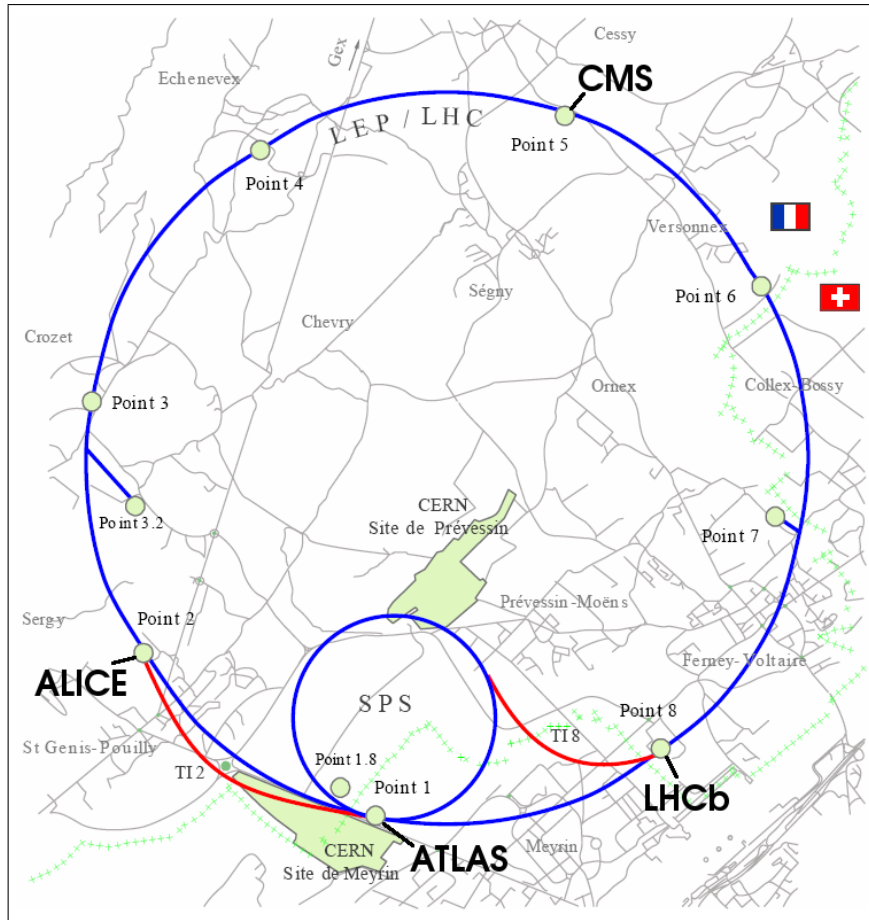 Cessy
Gex
Echenevex
CMS
LEP / LHC
Point 5
Point 4
Versonnex
Point 6
Ségny
Chevry
Crozet
Ornex
Collex-Bossy
Point 3
CERN
Site de Prévessin
Point 3.2
Point 7
Prévessin-Moëns
Sergy
Point 2
Ferney-Voltaire
ALICE
SPS
Point 8
St Genis-Pouilly
TI 8
Point 1.8
TI 2
Point 1
LHCb
CERN
Site de Meyrin
ATLAS
Meyrin